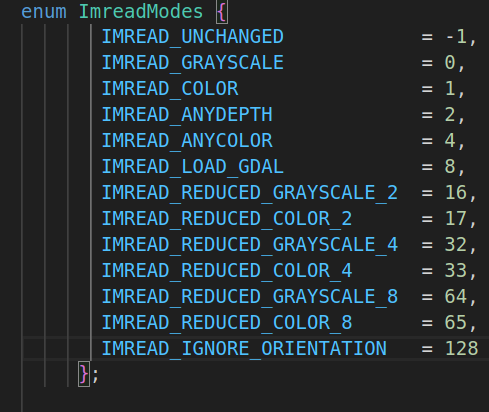 enum ImreadModes {
IMREAD_UNCHANGED = -1,
IMREAD_GRAYSCALE = 0,
IMREAD_COLOR = 1,
IMREAD_ANYDEPTH = 2,
IMREAD_ANYCOLOR = 4,
IMREAD_LOAD_GDAL = 8,
IMREAD_REDUCED_GRAYSCALE_2 = 16,
IMREAD_REDUCED_COLOR_2 = 17,
IMREAD_REDUCED_GRAYSCALE_4 = 32,
IMREAD_REDUCED_COLOR_4 = 33,
IMREAD_REDUCED_GRAYSCALE_8 = 64,
IMREAD_REDUCED_COLOR_8 = 65,
IMREAD_IGNORE_ORIENTATION = 128
};